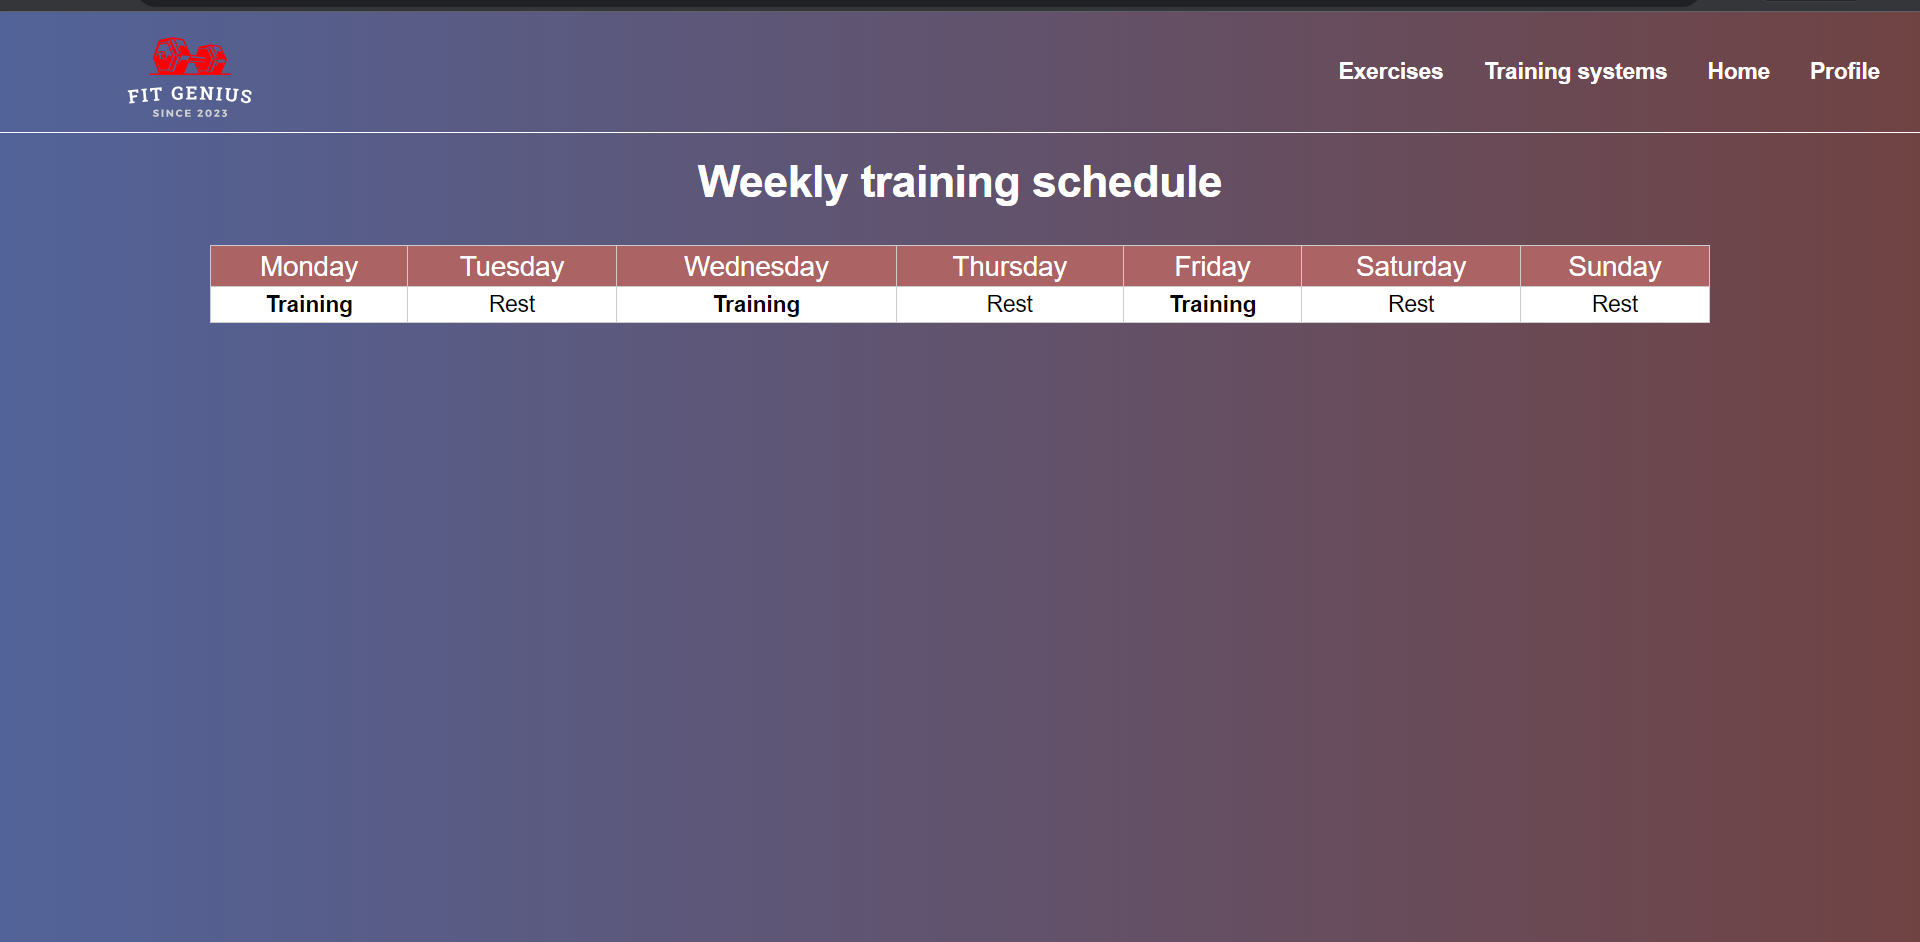 FIT GENIUS
SINCE 2023
Exercises Training systems Home Profile
Weekly training schedule
Monday Tuesday Wednesday Thursday Friday Saturday Sunday
Training Rest Training Rest Training Rest Rest